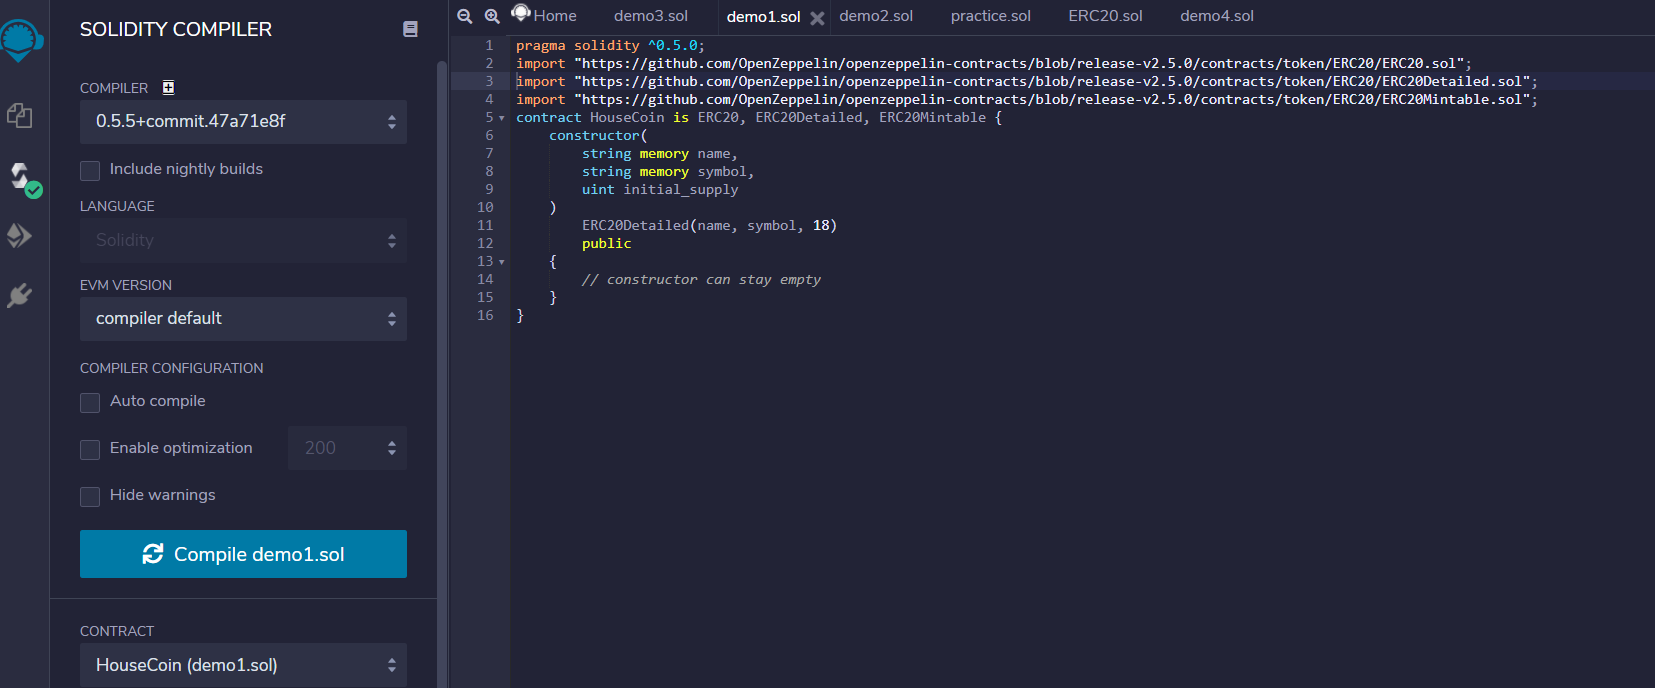 SOLIDITY COMPILER
COMPILER
0.5.5+commit.47a71e8f
Include nightly builds
LANGUAGE
Solidity
EVM VERSION
compiler default
COMPILER CONFIGURATION
Auto compile
Enable optimization 200
Hide warnings
Compile demo1.sol
CONTRACT
HouseCoin (demo1.sol)
Home demo3.sol demo1.sol demo2.sol practice.sol ERC20.sol demo4.sol
1 pragma solidity ^0.5.0;
2 import "https://github.com/OpenZeppelin/openzeppelin-contracts/blob/release-v2.5.0/contracts/token/ERC20/ERC20.sol";
3 import "https://github.com/OpenZeppelin/openzeppelin-contracts/blob/release-v2.5.0/contracts/token/ERC20/ERC20Detailed.sol";
4 import "https://github.com/OpenZeppelin/openzeppelin-contracts/blob/release-v2.5.0/contracts/token/ERC20/ERC20Mintable.sol";
5 contract HouseCoin is ERC20, ERC20Detailed, ERC20Mintable {
6     constructor(
7         string memory name,
8         string memory symbol,
9         uint initial_supply
10     )
11         ERC20Detailed(name, symbol, 18)
12         public
13     {
14         // constructor can stay empty
15     }
16 }